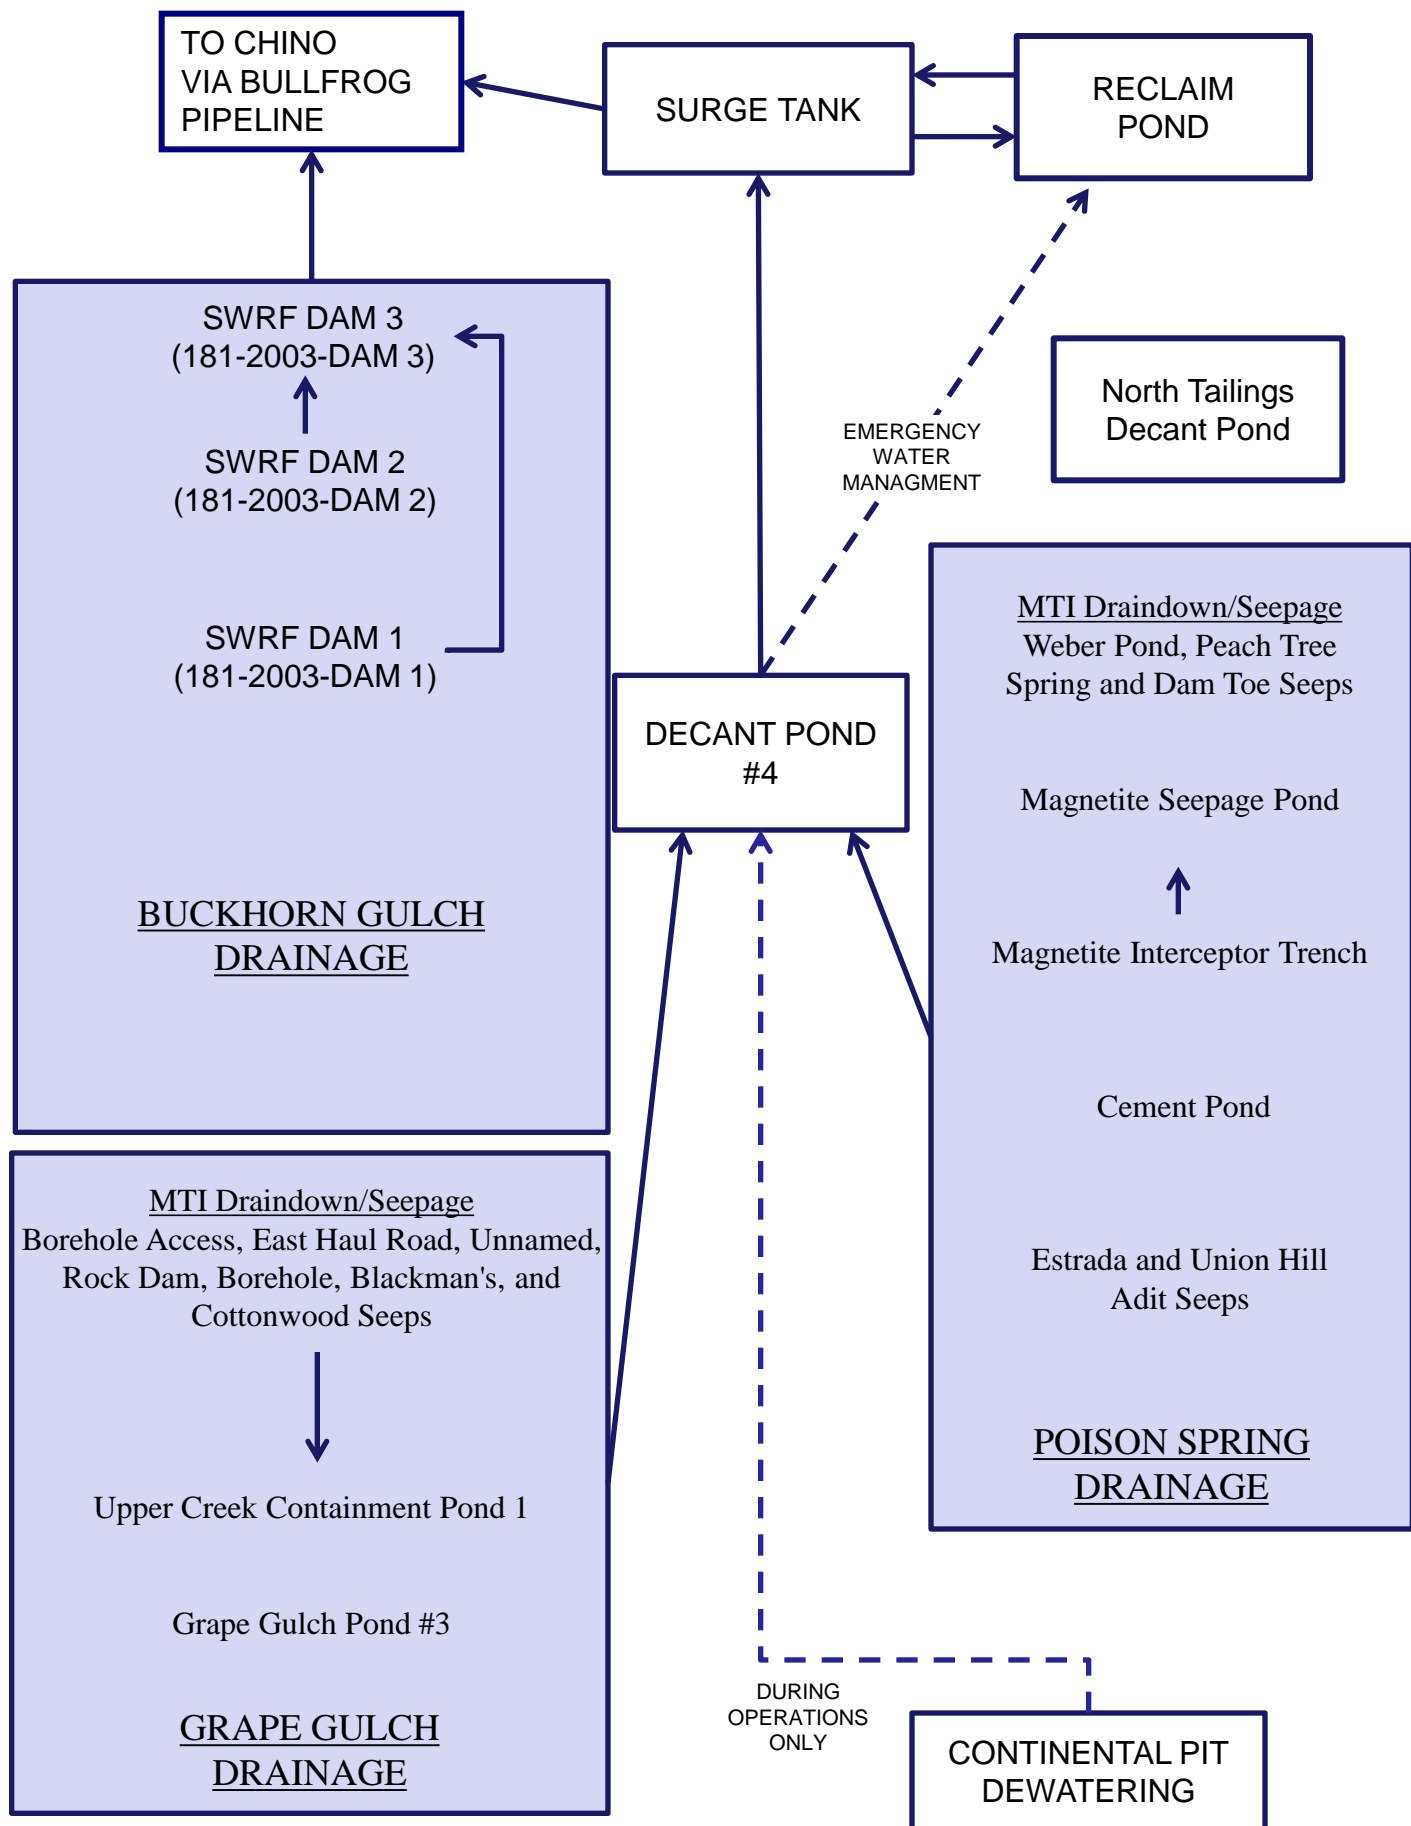 TO CHINO
VIA BULLFROG
PIPELINE
SURGE TANK
RECLAIM
POND
SWRF DAM 3
(181-2003-DAM 3)
SWRF DAM 2
(181-2003-DAM 2)
SWRF DAM 1
(181-2003-DAM 1)
BUCKHORN GULCH
DRAINAGE
EMERGENCY
WATER
MANAGMENT
North Tailings
Decant Pond
DECANT POND
#4
MTI Draindown/Seepage
Weber Pond, Peach Tree
Spring and Dam Toe Seeps
Magnetite Seepage Pond
Magnetite Interceptor Trench
Cement Pond
Estrada and Union Hill
Adit Seeps
POISON SPRING
DRAINAGE
MTI Draindown/Seepage
Borehole Access, East Haul Road, Unnamed,
Rock Dam, Borehole, Blackman's, and
Cottonwood Seeps
Upper Creek Containment Pond 1
Grape Gulch Pond #3
GRAPE GULCH
DRAINAGE
DURING
OPERATIONS
ONLY
CONTINENTAL PIT
DEWATERING